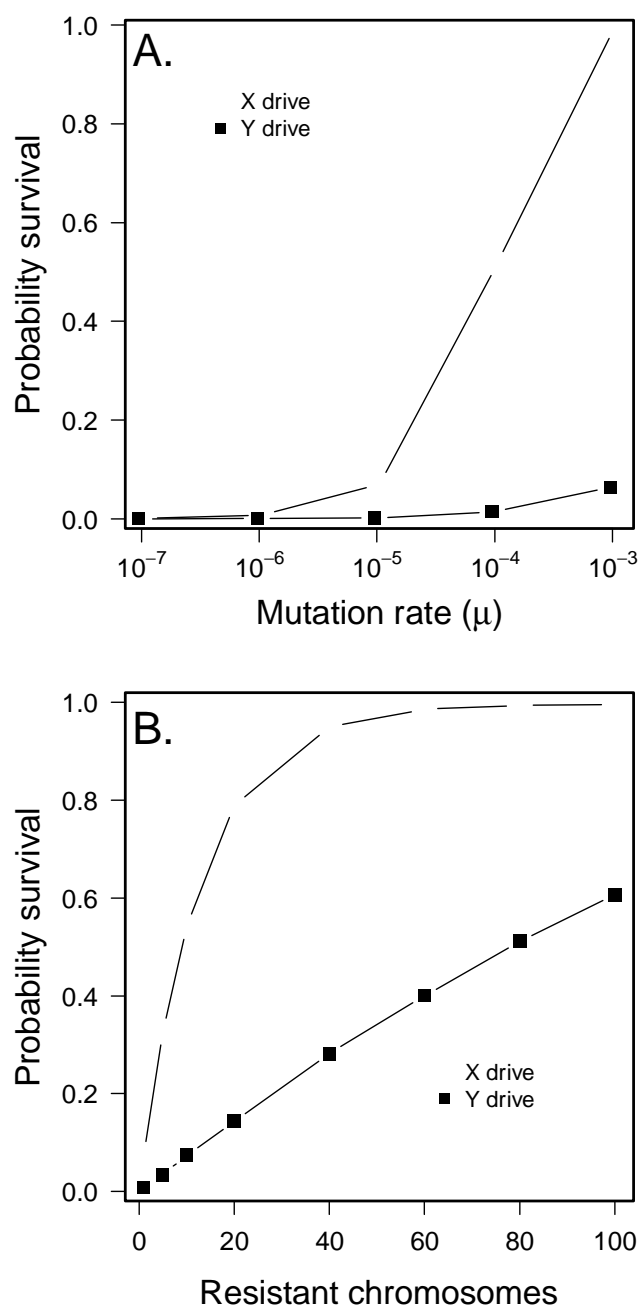 A.
X drive
Y drive
Probability survival
1.0
0.8
0.6
0.4
0.2
0.0
10⁻⁷ 10⁻⁶ 10⁻⁵ 10⁻⁴ 10⁻³
Mutation rate (μ)
B.
Probability survival
1.0
0.8
0.6
0.4
0.2
0.0
X drive
Y drive
0 20 40 60 80 100
Resistant chromosomes